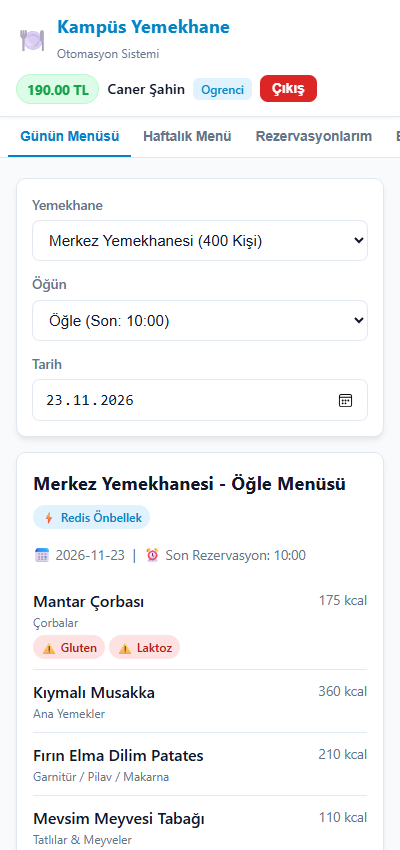 Kampüs Yemekhane
Otomasyon Sistemi
190.00 TL Caner Şahin Ogrenci Çıkış
Günün Menüsü Haftalık Menü Rezervasyonlarım
Yemekhane
Merkez Yemekhanesi (400 Kişi)
Öğün
Öğle (Son: 10:00)
Tarih
23.11.2026
Merkez Yemekhanesi - Öğle Menüsü
Redis Önbellek
2026-11-23 | Son Rezervasyon: 10:00
Mantar Çorbası 175 kcal
Çorbalar
Gluten Laktoz
Kıymalı Musakka 360 kcal
Ana Yemekler
Fırın Elma Dilim Patates 210 kcal
Garnitür / Pilav / Makarna
Mevsim Meyvesi Tabağı 110 kcal
Tatlılar & Meyveler